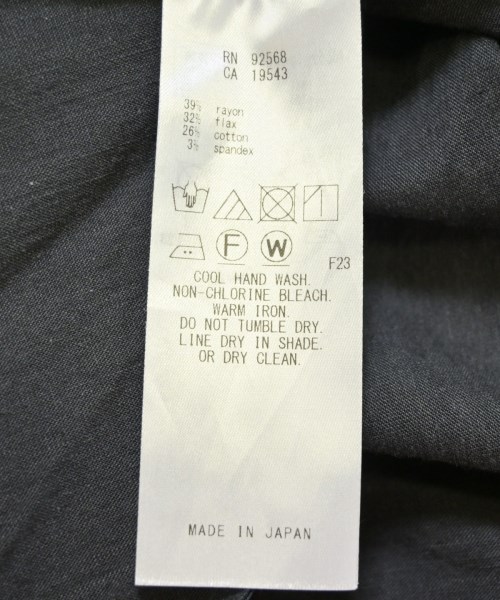 RN 92568
CA 19543
39% rayon
32% flax
26% cotton
3% spandex
F W
F23
COOL HAND WASH.
NON-CHLORINE BLEACH.
WARM IRON.
DO NOT TUMBLE DRY.
LINE DRY IN SHADE.
OR DRY CLEAN.
MADE IN JAPAN